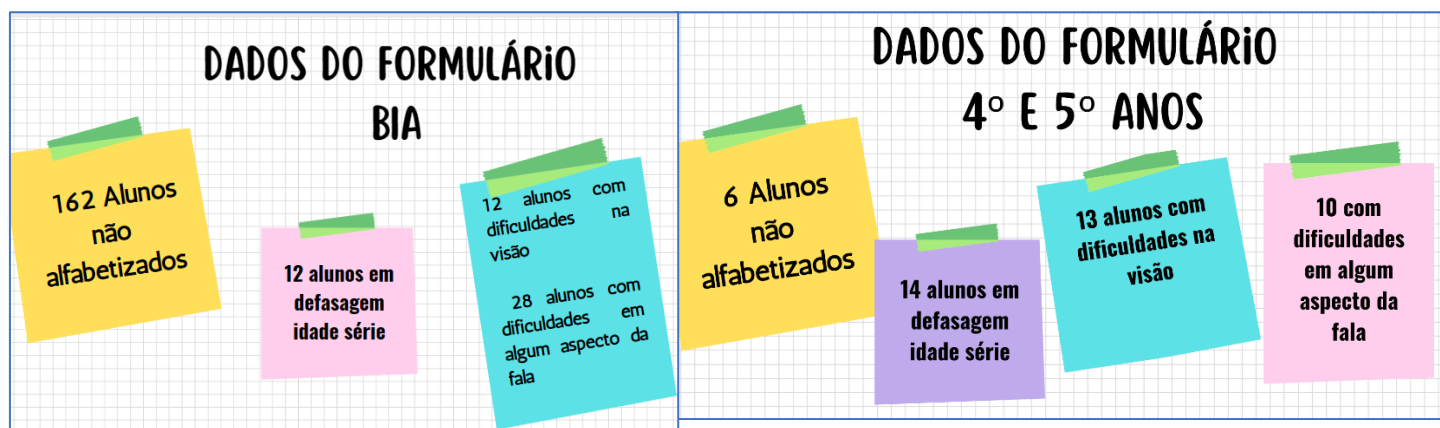 DADOS DO FORMULÁRIO
BIA
162 Alunos
não
alfabetizados
12 alunos em
defasagem
idade série
12 alunos com
dificuldades na
visão
28 alunos com
dificuldades em
algum aspecto da
fala
DADOS DO FORMULÁRIO
4º E 5º ANOS
6 Alunos
não
alfabetizados
14 alunos em
defasagem
idade série
13 alunos com
dificuldades na
visão
10 com
dificuldades
em algum
aspecto da
fala